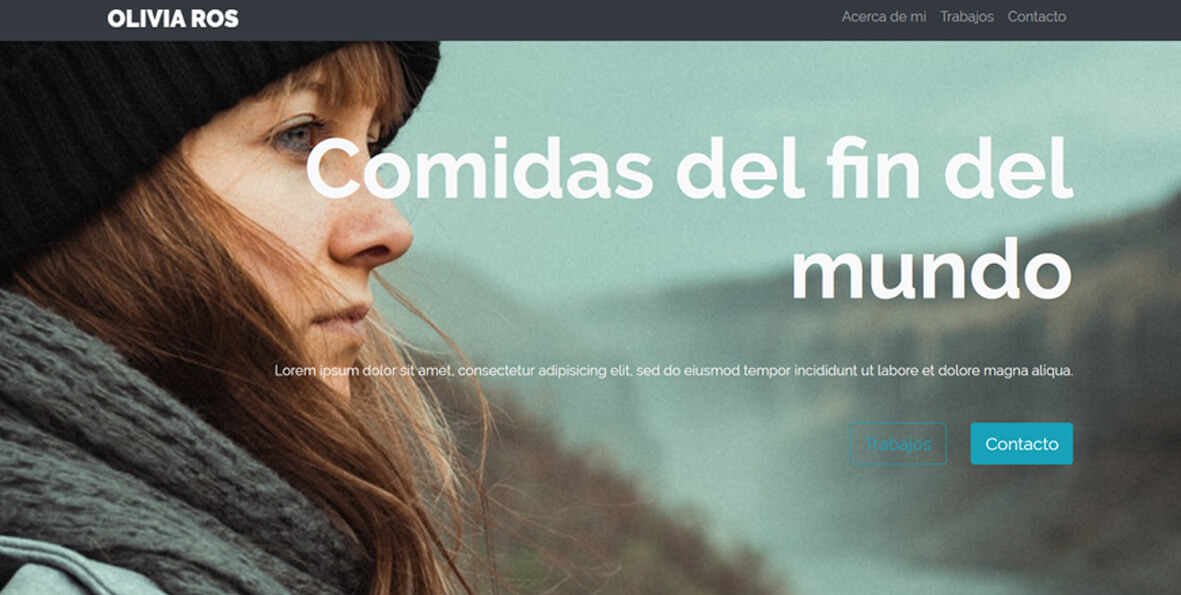 OLIVIA ROS
Acerca de mí Trabajos Contacto
Comidas del fin del
mundo
Lorem ipsum dolor sit amet, consectetur adipisicing elit, sed do eiusmod tempor incididunt ut labore et dolore magna aliqua.
Trabajos Contacto